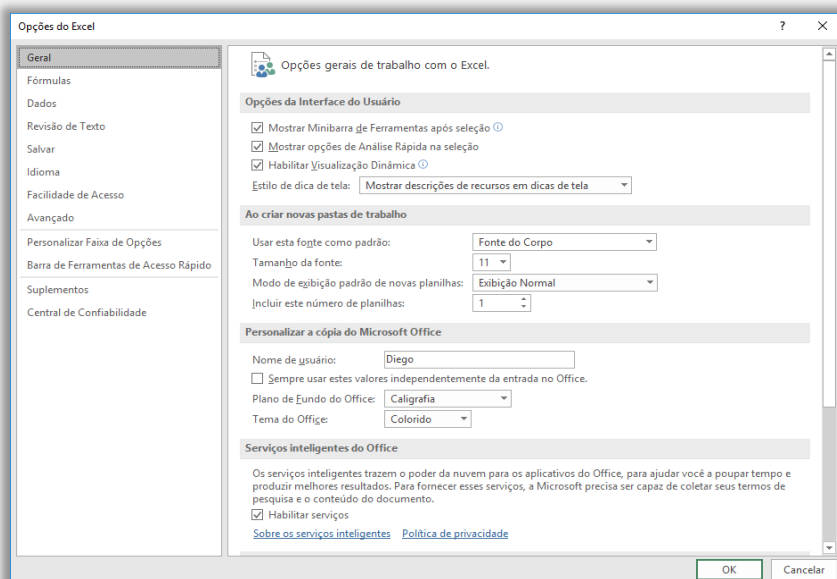 Opções do Excel
?
Geral
Fórmulas
Dados
Revisão de Texto
Salvar
Idioma
Facilidade de Acesso
Avançado
Personalizar Faixa de Opções
Barra de Ferramentas de Acesso Rápido
Suplementos
Central de Confiabilidade
Opções gerais de trabalho com o Excel.
Opções da Interface do Usuário
Mostrar Minibarra de Ferramentas após seleção
Mostrar opções de Análise Rápida na seleção
Habilitar Visualização Dinâmica
Estilo de dica de tela: Mostrar descrições de recursos em dicas de tela
Ao criar novas pastas de trabalho
Usar esta fonte como padrão: Fonte do Corpo
Tamanho da fonte: 11
Modo de exibição padrão de novas planilhas: Exibição Normal
Incluir este número de planilhas: 1
Personalizar a cópia do Microsoft Office
Nome de usuário: Diego
Sempre usar estes valores independentemente da entrada no Office.
Plano de Fundo do Office: Caligrafia
Tema do Office: Colorido
Serviços inteligentes do Office
Os serviços inteligentes trazem o poder da nuvem para os aplicativos do Office, para ajudar você a poupar tempo e
produzir melhores resultados. Para fornecer esses serviços, a Microsoft precisa ser capaz de coletar seus termos de
pesquisa e o conteúdo do documento.
Habilitar serviços
Sobre os serviços inteligentes Política de privacidade
OK Cancelar